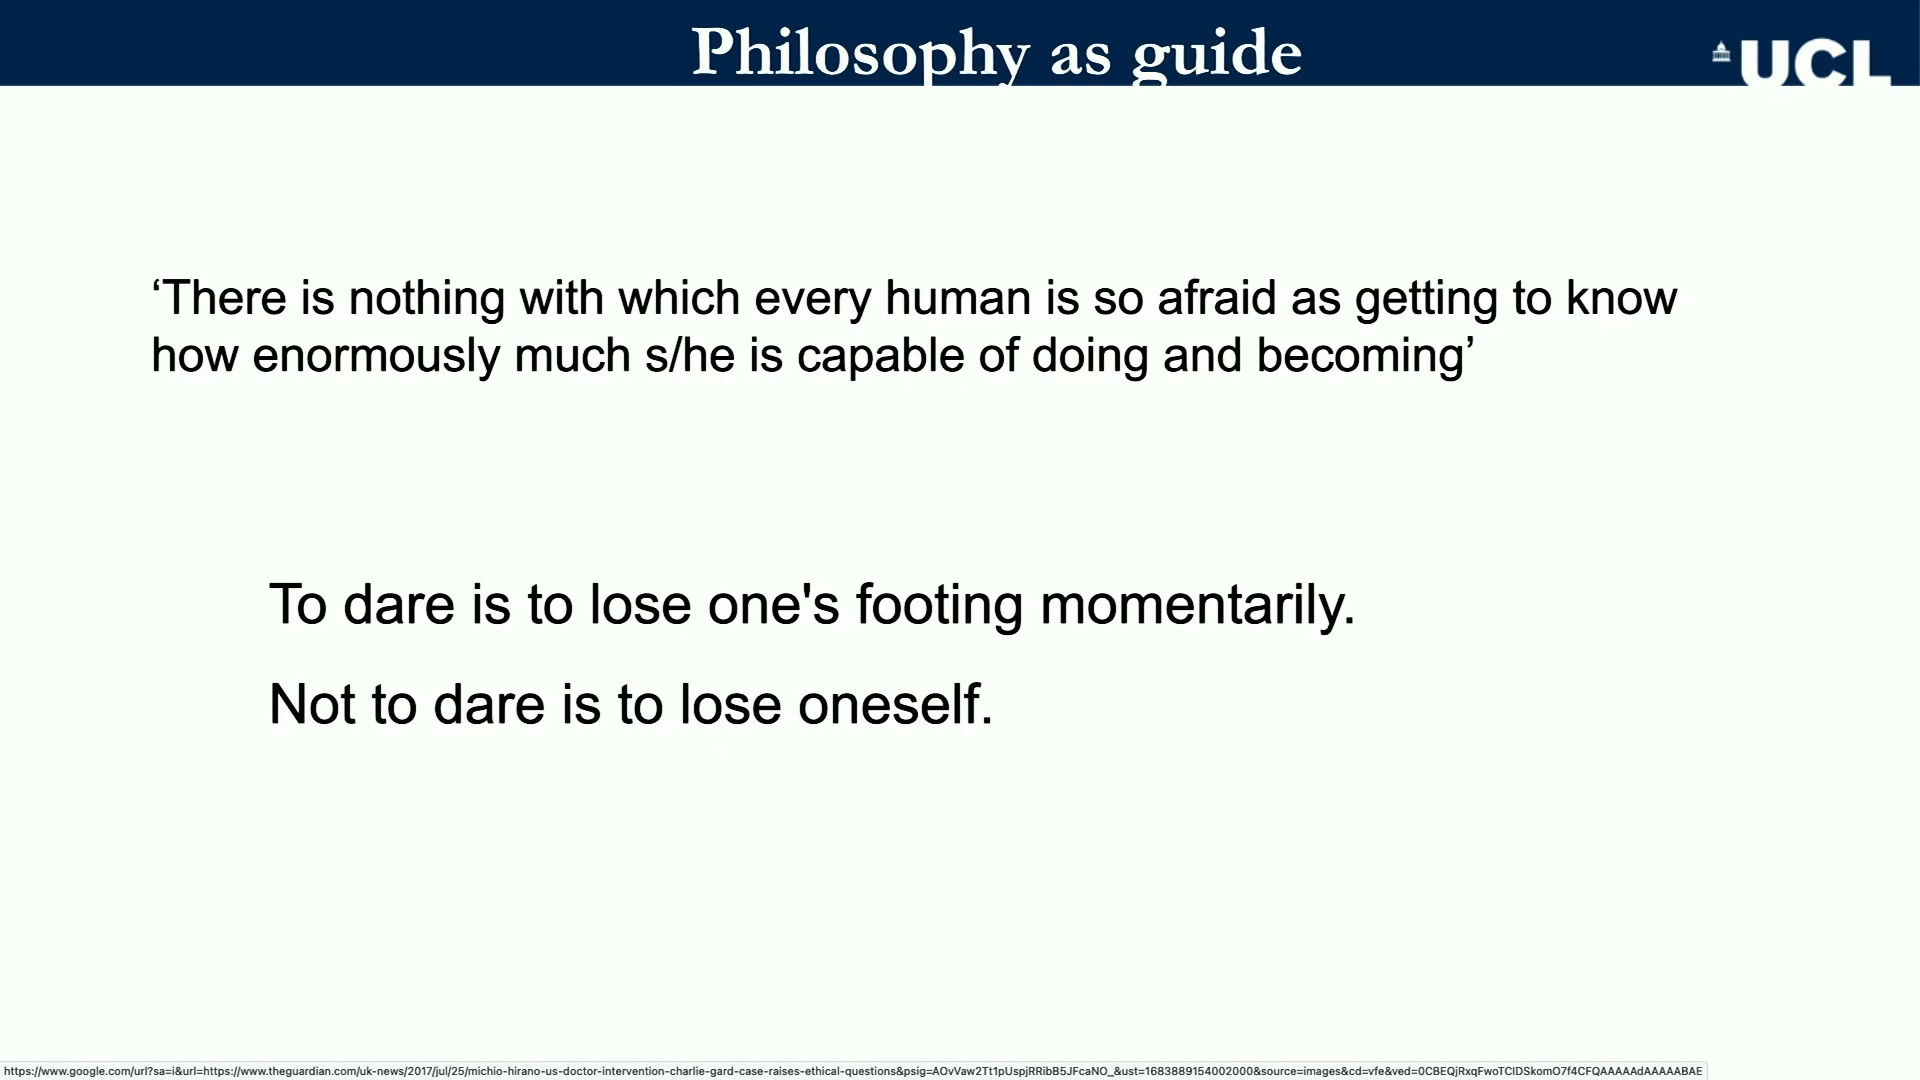 Philosophy as guide
UCL
‘There is nothing with which every human is so afraid as getting to know
how enormously much s/he is capable of doing and becoming’
To dare is to lose one's footing momentarily.
Not to dare is to lose oneself.
https://www.google.com/url?sa=i&url=https://www.theguardian.com/uk-news/2017/jul/25/michio-hirano-us-doctor-intervention-charlie-gard-case-raises-ethical-questions&psig=AOvVaw2Tt1pUspjRRibB5JFcaNO_&ust=1683889154002000&source=images&cd=vfe&ved=0CBEQjRxqFwoTCIDSkomO7f4CFQAAAAAdAAAAABAE